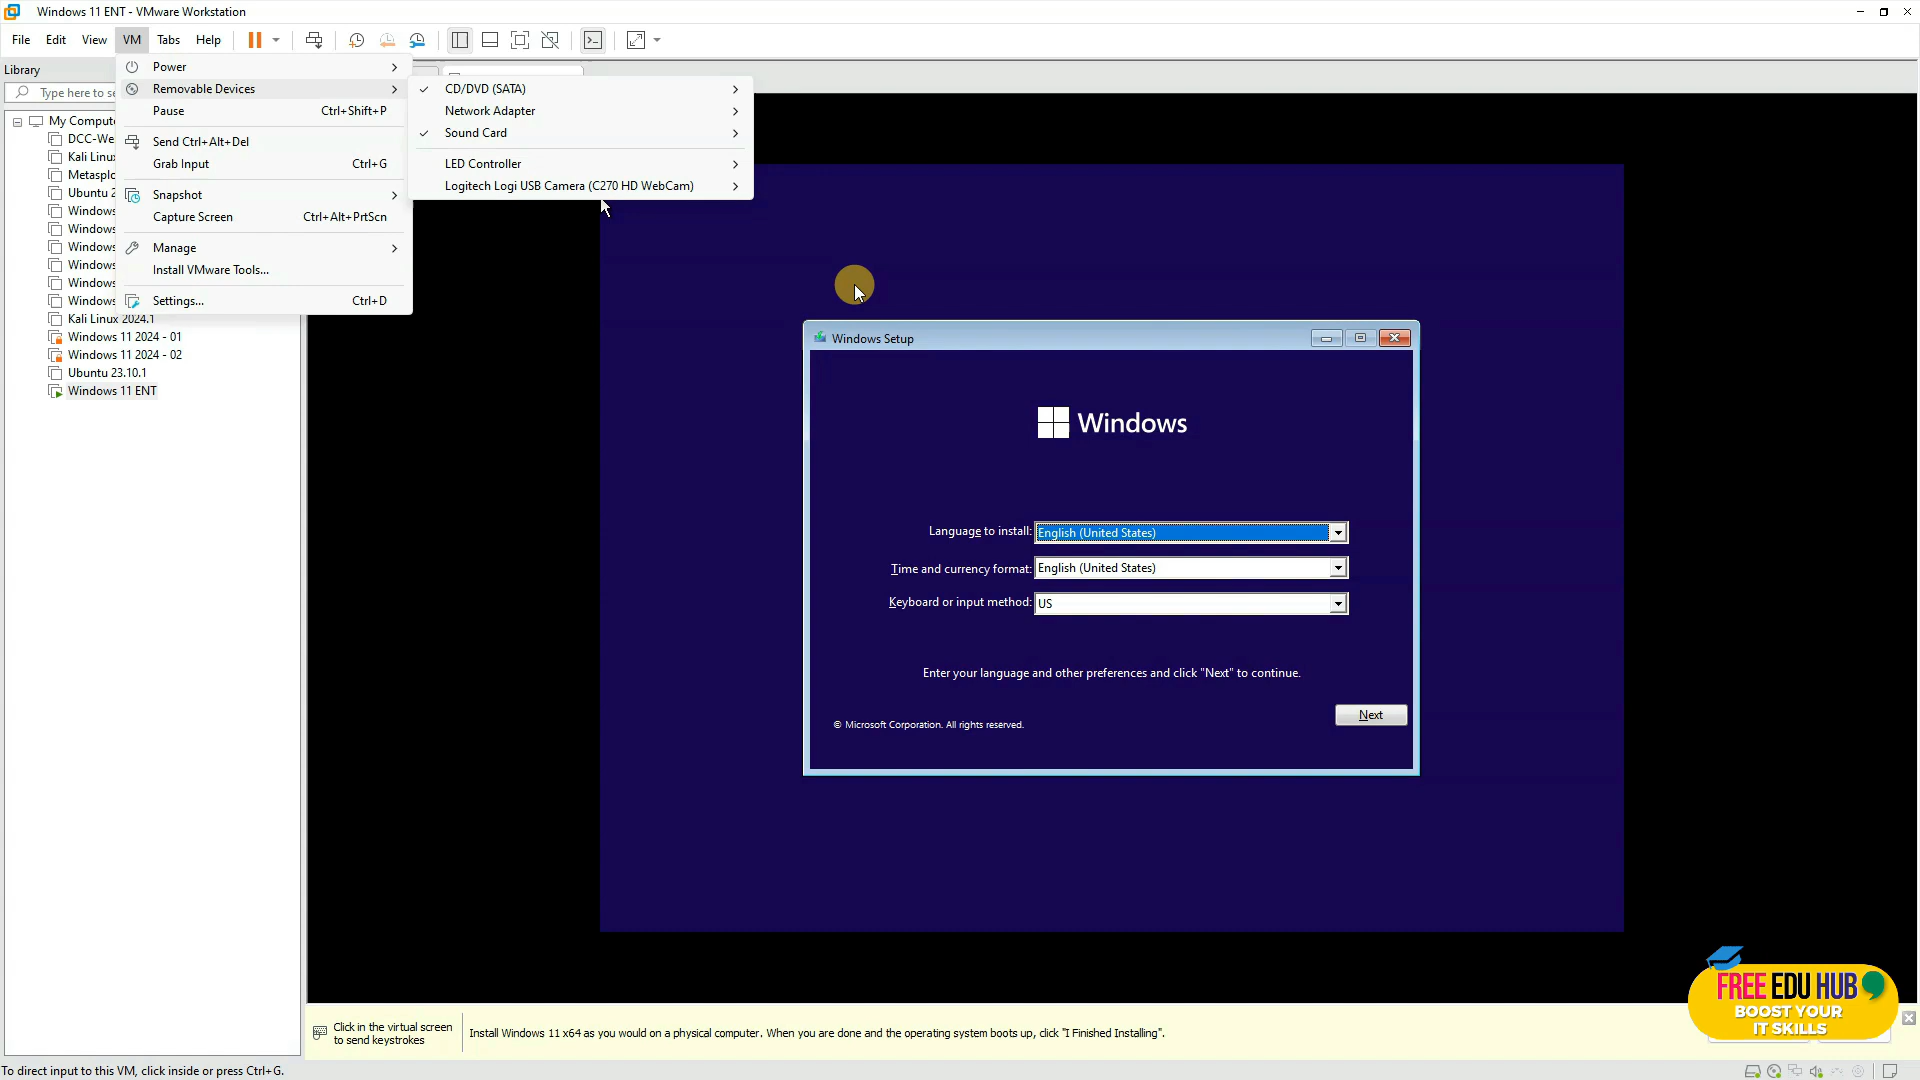 Windows 11 ENT - VMware Workstation
File Edit View VM Tabs Help
Library
Type here to se
My Compute
DCC-We
Kali Linux
Metasplo
Ubuntu 2
Windows
Windows
Windows
Windows
Windows
Windows
Kali Linux 2024.1
Windows 11 2024 - 01
Windows 11 2024 - 02
Ubuntu 23.10.1
Windows 11 ENT
Power
Removable Devices
Pause Ctrl+Shift+P
Send Ctrl+Alt+Del
Grab Input Ctrl+G
Snapshot
Capture Screen Ctrl+Alt+PrtScn
Manage
Install VMware Tools...
Settings... Ctrl+D
CD/DVD (SATA)
Network Adapter
Sound Card
LED Controller
Logitech Logi USB Camera (C270 HD WebCam)
Windows Setup
Windows
Language to install: English (United States)
Time and currency format: English (United States)
Keyboard or input method: US
Enter your language and other preferences and click "Next" to continue.
Next
© Microsoft Corporation. All rights reserved.
FREE EDU HUB
BOOST YOUR
IT SKILLS
Click in the virtual screen
to send keystrokes
Install Windows 11 x64 as you would on a physical computer. When you are done and the operating system boots up, click "I Finished Installing".
To direct input to this VM, click inside or press Ctrl+G.